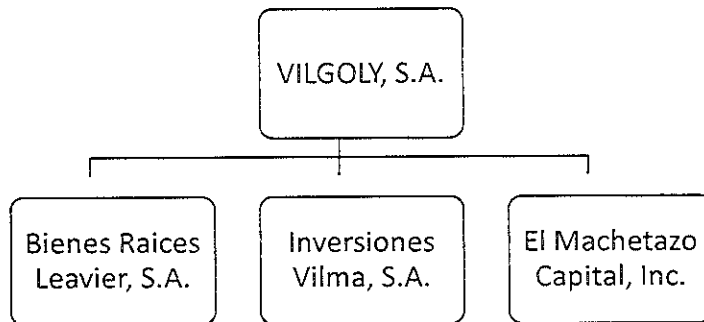 VILGOLY, S.A.
Bienes Raices
Leavier, S.A.
Inversiones
Vilma, S.A.
El Machetazo
Capital, Inc.